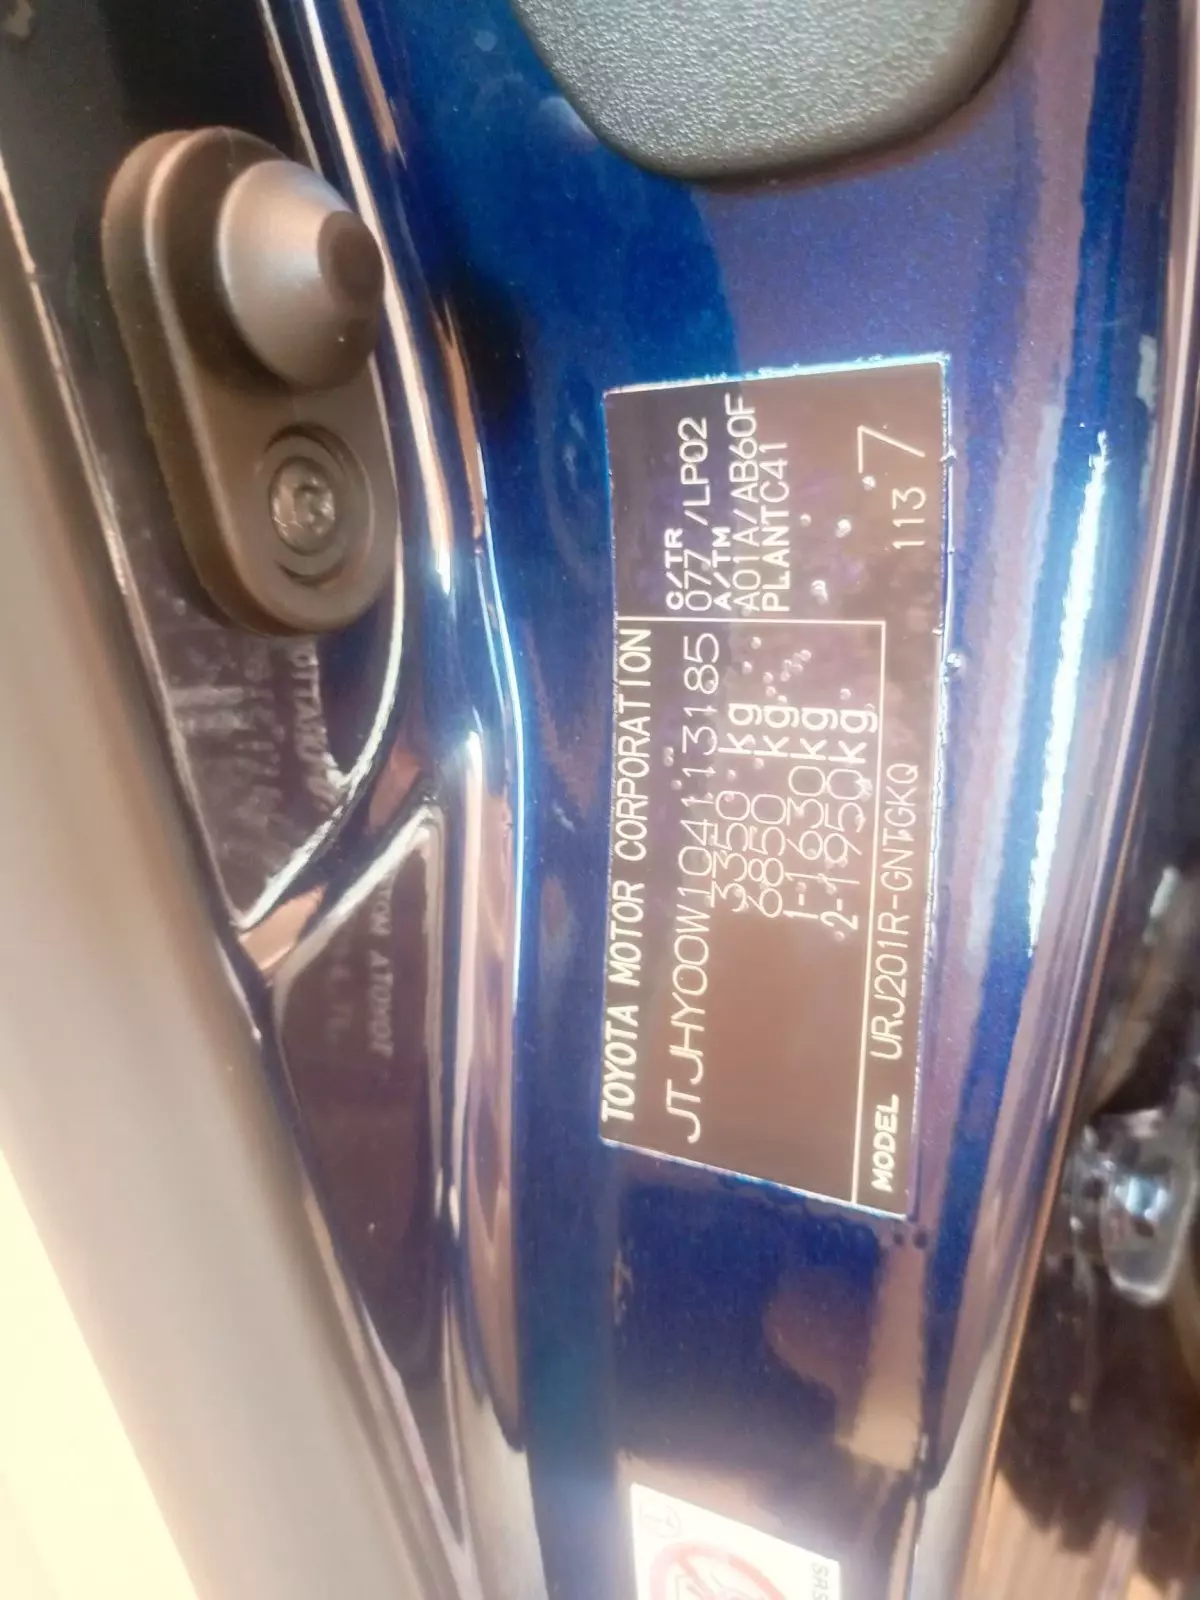 TOYOTA MOTOR CORPORATION
JTJHY00W104113185
3350 kg
6850 kg
1-1630kg
2-1950kg
C/TR
077 /LP02
A/TM
A01A/AB60F
PLANTC41
113 7
MODEL URJ201R-GNTGKQ
SRS